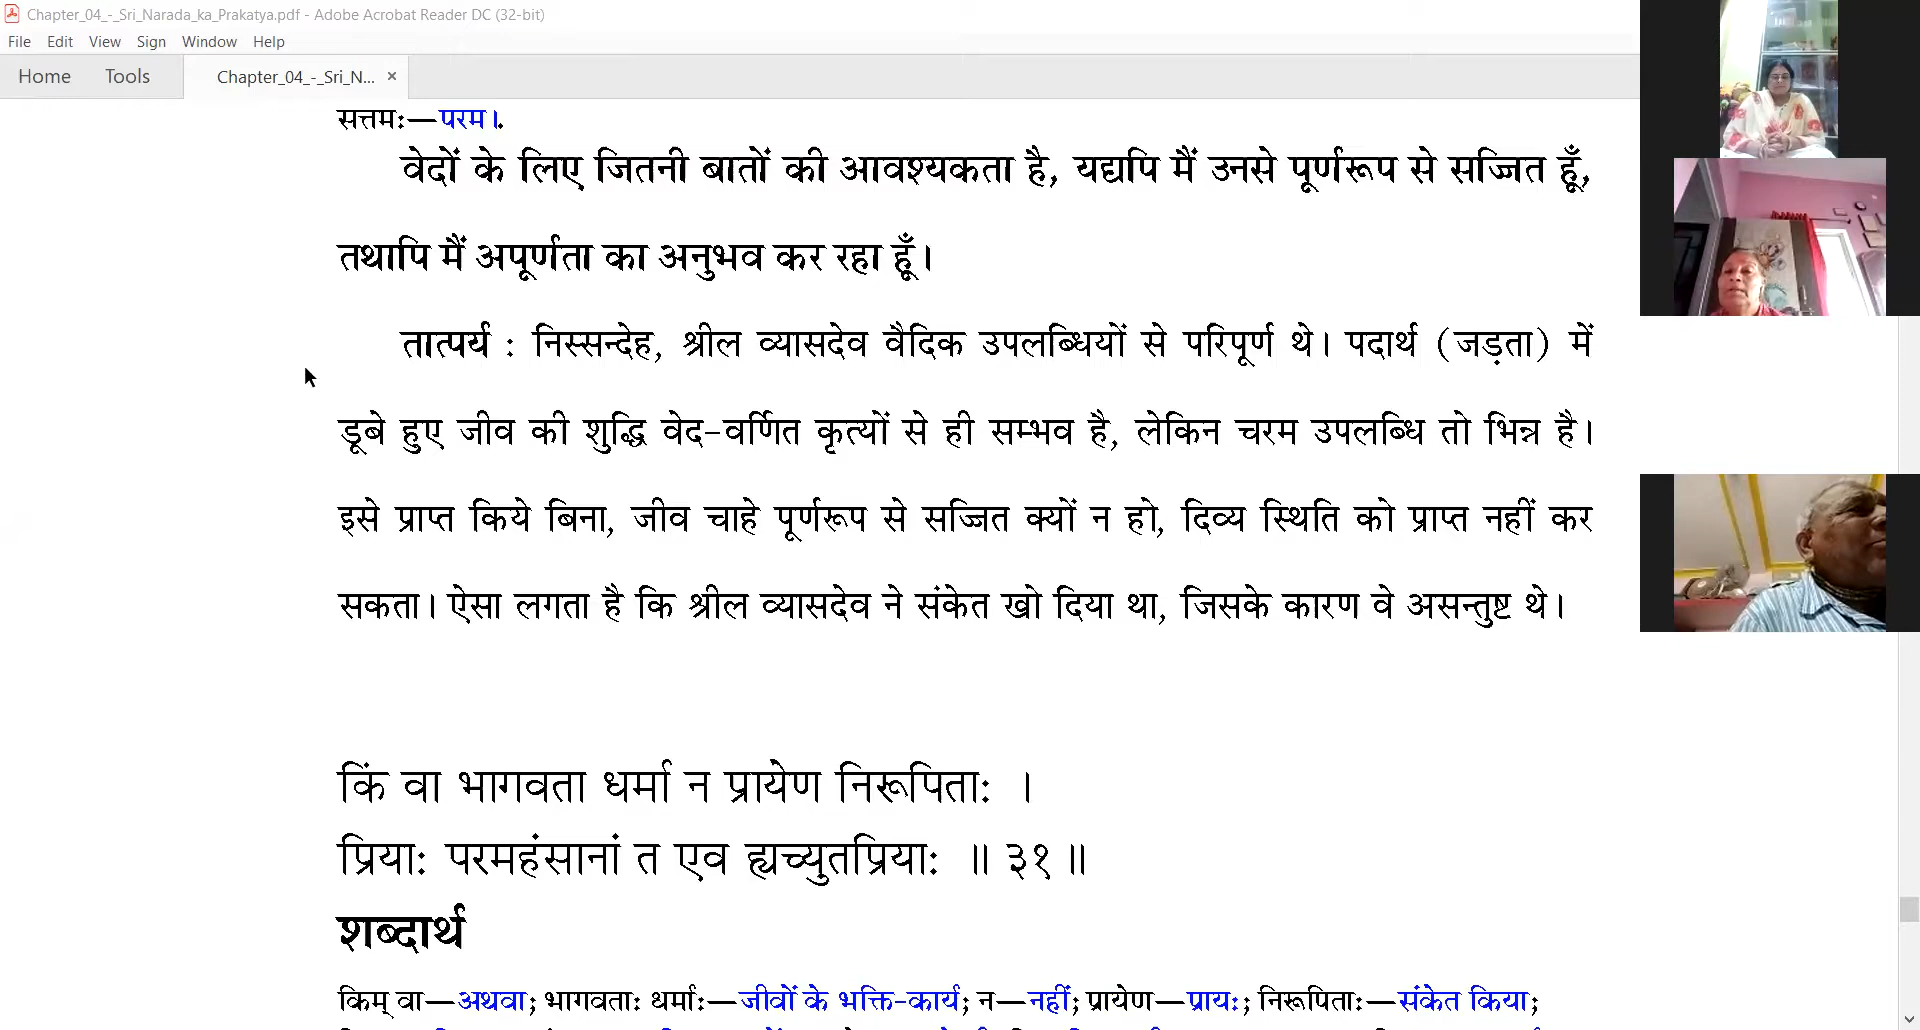 Chapter_04_-_Sri_Narada_ka_Prakatya.pdf - Adobe Acrobat Reader DC (32-bit)
File Edit View Sign Window Help
Home Tools Chapter_04_-_Sri_N... ×
सत्तमः—परम।.
वेदों के लिए जितनी बातों की आवश्यकता है, यद्यपि मैं उनसे पूर्णरूप से सज्जित हूँ,
तथापि मैं अपूर्णता का अनुभव कर रहा हूँ।
तात्पर्य : निस्सन्देह, श्रील व्यासदेव वैदिक उपलब्धियों से परिपूर्ण थे। पदार्थ (जड़ता) में
डूबे हुए जीव की शुद्धि वेद-वर्णित कृत्यों से ही सम्भव है, लेकिन चरम उपलब्धि तो भिन्न है।
इसे प्राप्त किये बिना, जीव चाहे पूर्णरूप से सज्जित क्यों न हो, दिव्य स्थिति को प्राप्त नहीं कर
सकता। ऐसा लगता है कि श्रील व्यासदेव ने संकेत खो दिया था, जिसके कारण वे असन्तुष्ट थे।
किं वा भागवता धर्मा न प्रायेण निरूपिताः ।
प्रियाः परमहंसानां त एव ह्यच्युतप्रियाः ॥ ३१॥
शब्दार्थ
किम् वा—अथवा; भागवताः धर्माः—जीवों के भक्ति-कार्य; न—नहीं; प्रायेण—प्रायः; निरूपिताः—संकेत किया;